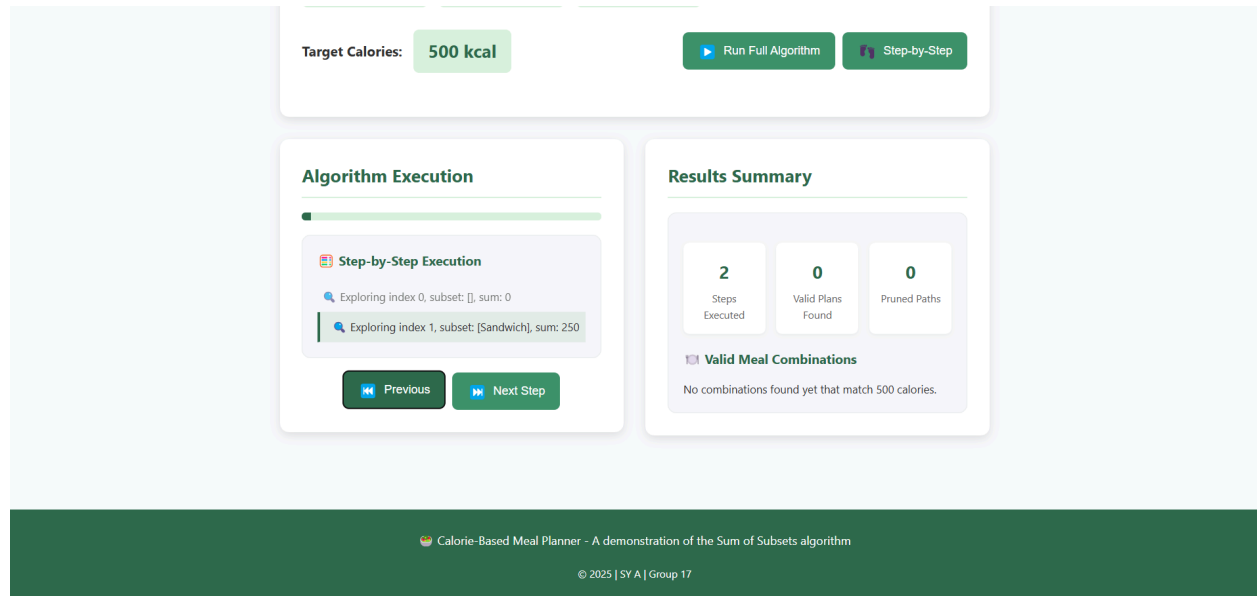 Target Calories: 500 kcal
Run Full Algorithm
Step-by-Step
Algorithm Execution
Step-by-Step Execution
Exploring index 0, subset: [], sum: 0
Exploring index 1, subset: [Sandwich], sum: 250
Previous
Next Step
Results Summary
2
Steps
Executed
0
Valid Plans
Found
0
Pruned Paths
Valid Meal Combinations
No combinations found yet that match 500 calories.
Calorie-Based Meal Planner - A demonstration of the Sum of Subsets algorithm
© 2025 | SY A | Group 17